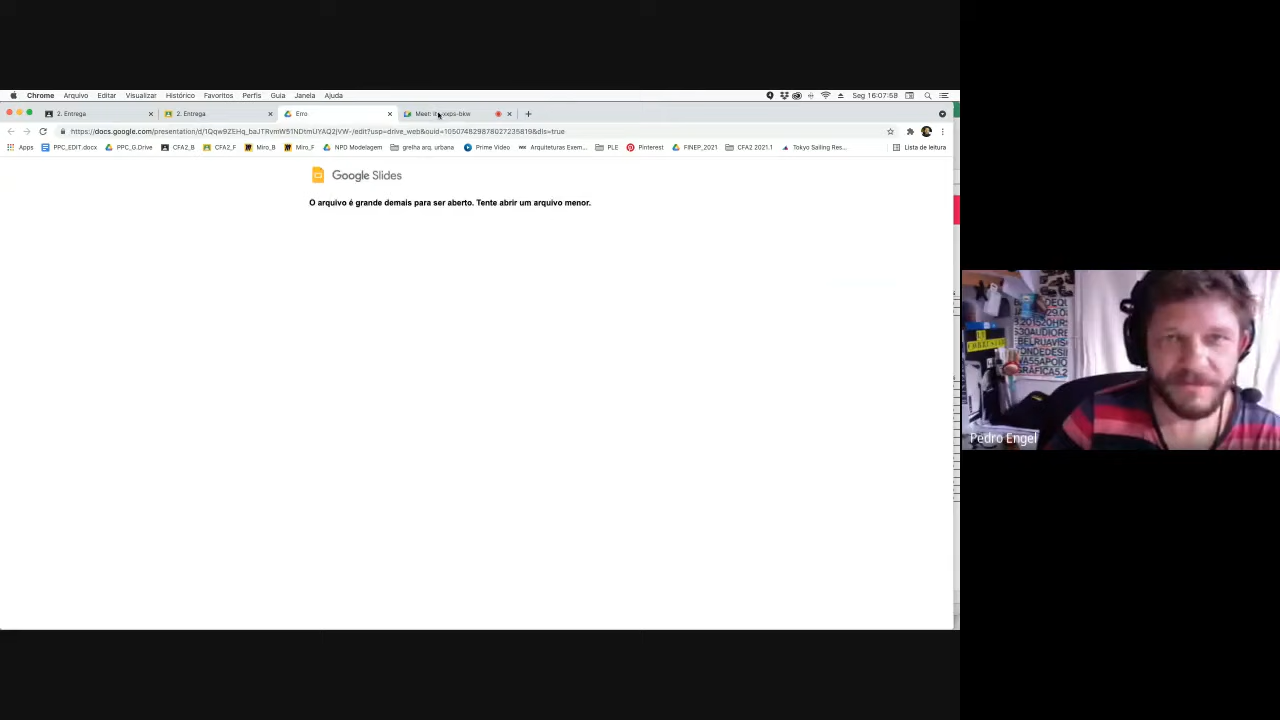 Chrome Arquivo Editar Visualizar Histórico Favoritos Perfis Guia Janela Ajuda Seg 16:07:58
2. Entrega 2. Entrega Erro Meet:
Apps PPC_EDIT.docx PPC_G.Drive CFA2_B CFA2_F Miro_B Miro_F NPD Modelagem grelha arq. urbana Prime Video Arquiteturas Exem... PLE Pinterest FINEP_2021 CFA2 2021.1 Tokyo Sailing Res... Lista de leitura
Google Slides
O arquivo é grande demais para ser aberto. Tente abrir um arquivo menor.
Pedro Engel